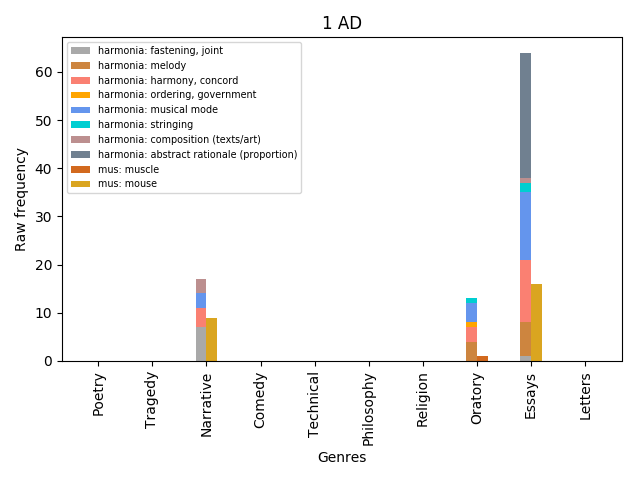 1 AD
harmonia: fastening, joint
harmonia: melody
harmonia: harmony, concord
harmonia: ordering, government
harmonia: musical mode
harmonia: stringing
harmonia: composition (texts/art)
harmonia: abstract rationale (proportion)
mus: muscle
mus: mouse
Raw frequency
60
50
40
30
20
10
0
Poetry
Tragedy
Narrative
Comedy
Technical
Philosophy
Religion
Oratory
Essays
Letters
Genres